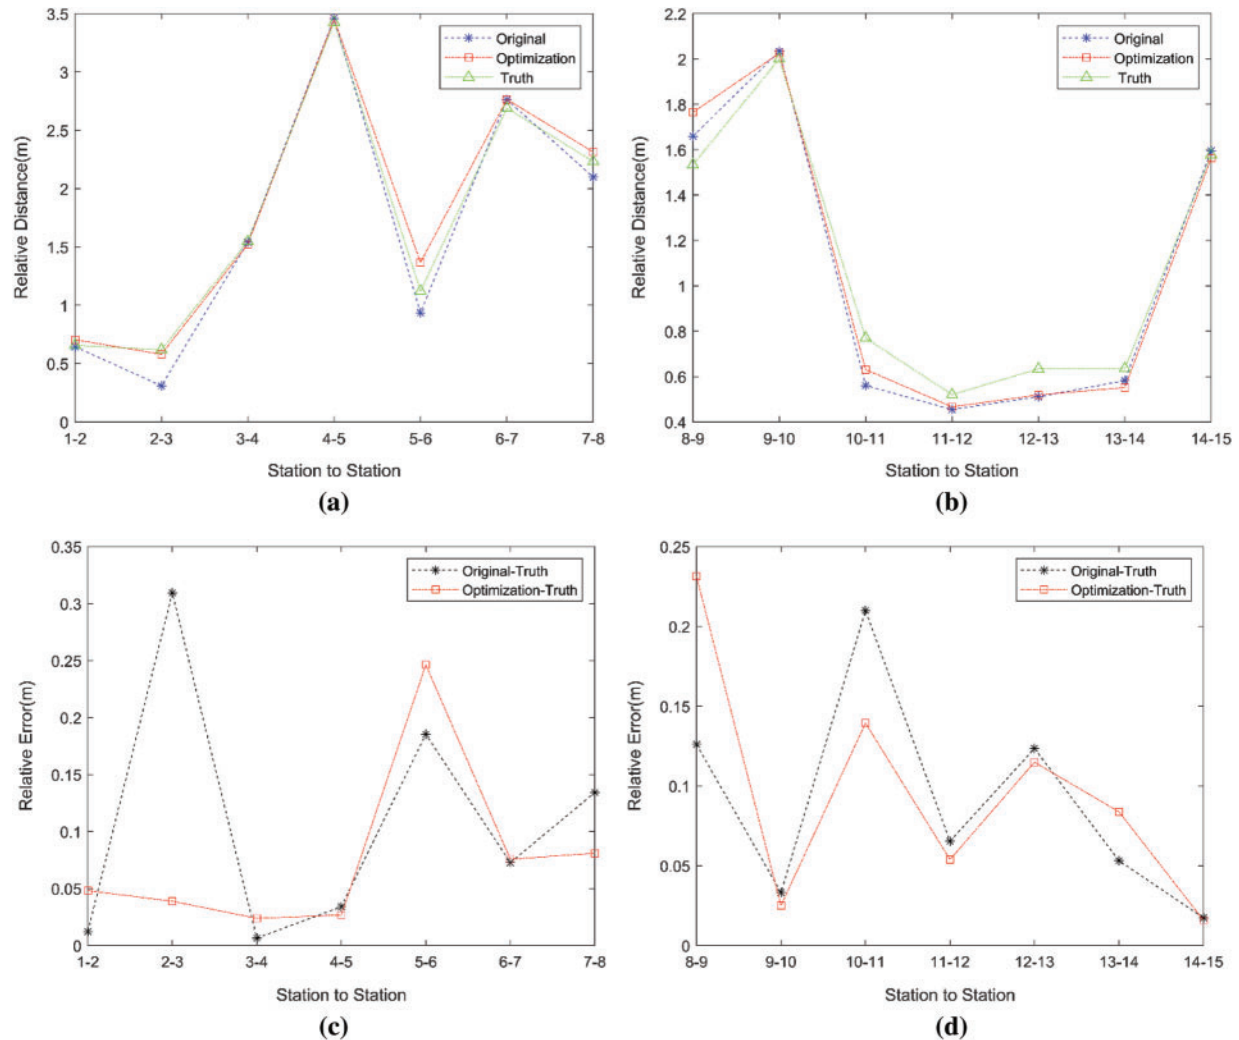 3.5
3
2.5
2
1.5
1
0.5
0
Relative Distance(m)
Original
Optimization
Truth
1-2 2-3 3-4 4-5 5-6 6-7 7-8
Station to Station
(a)
2.2
2
1.8
1.6
1.4
1.2
1
0.8
0.6
0.4
Relative Distance(m)
Original
Optimization
Truth
8-9 9-10 10-11 11-12 12-13 13-14 14-15
Station to Station
(b)
0.35
0.3
0.25
0.2
0.15
0.1
0.05
0
Relative Error(m)
Original-Truth
Optimization-Truth
1-2 2-3 3-4 4-5 5-6 6-7 7-8
Station to Station
(c)
0.25
0.2
0.15
0.1
0.05
0
Relative Error(m)
Original-Truth
Optimization-Truth
8-9 9-10 10-11 11-12 12-13 13-14 14-15
Station to Station
(d)